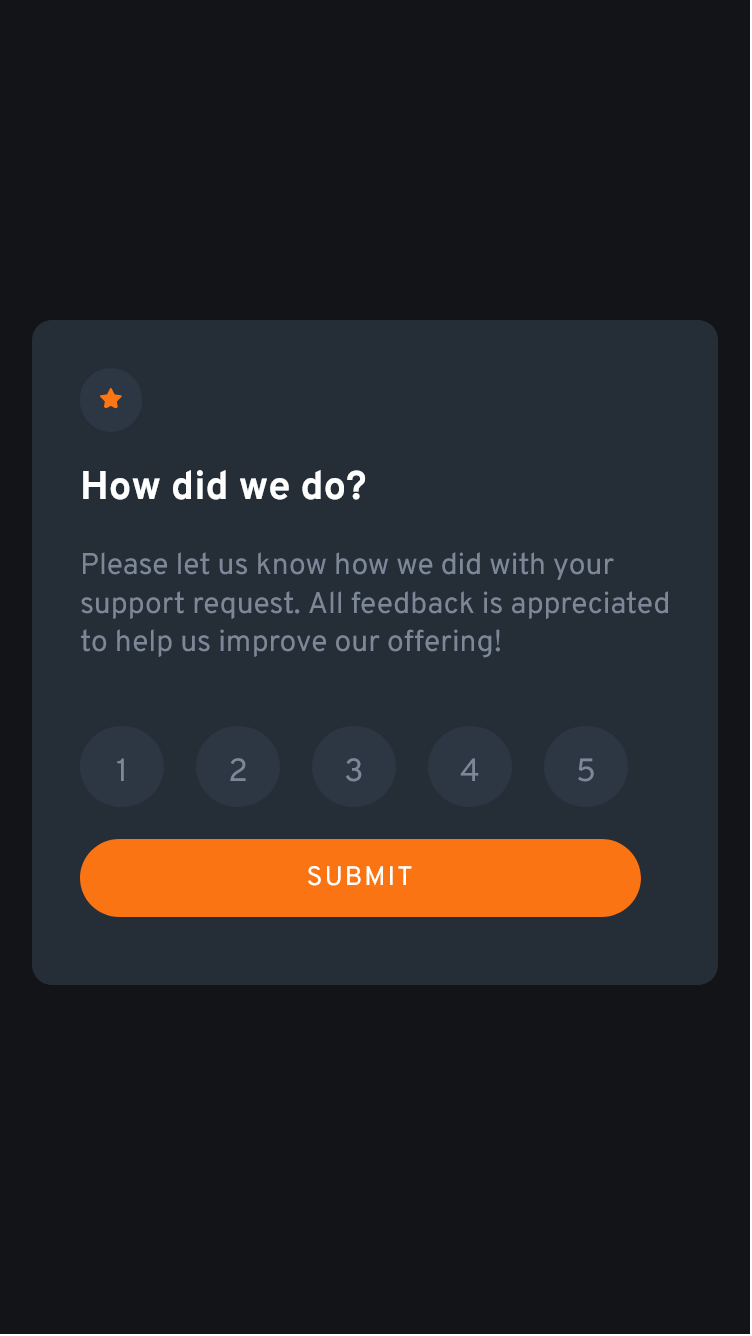 How did we do?
Please let us know how we did with your
support request. All feedback is appreciated
to help us improve our offering!
1 2 3 4 5
SUBMIT